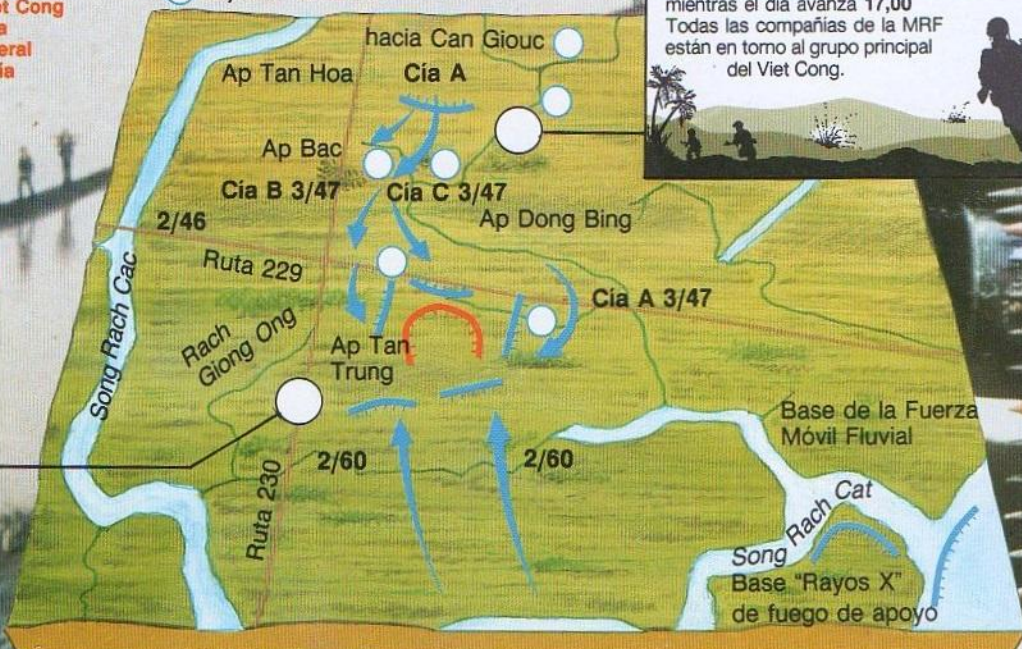 et Cong
a
eral
ía
mientras el día avanza 17,00
Todas las compañías de la MRF
están en torno al grupo principal
del Viet Cong.
hacia Can Giouc
Ap Tan Hoa
Cía A
Ap Bac
Cía B 3/47
Cía C 3/47
Ap Dong Bing
2/46
Ruta 229
Cía A 3/47
Song Rach Cac
Rach
Giong Ong
Ap Tan
Trung
Base de la Fuerza
Móvil Fluvial
2/60
2/60
Ruta 230
Song Rach Cat
Base "Rayos X"
de fuego de apoyo